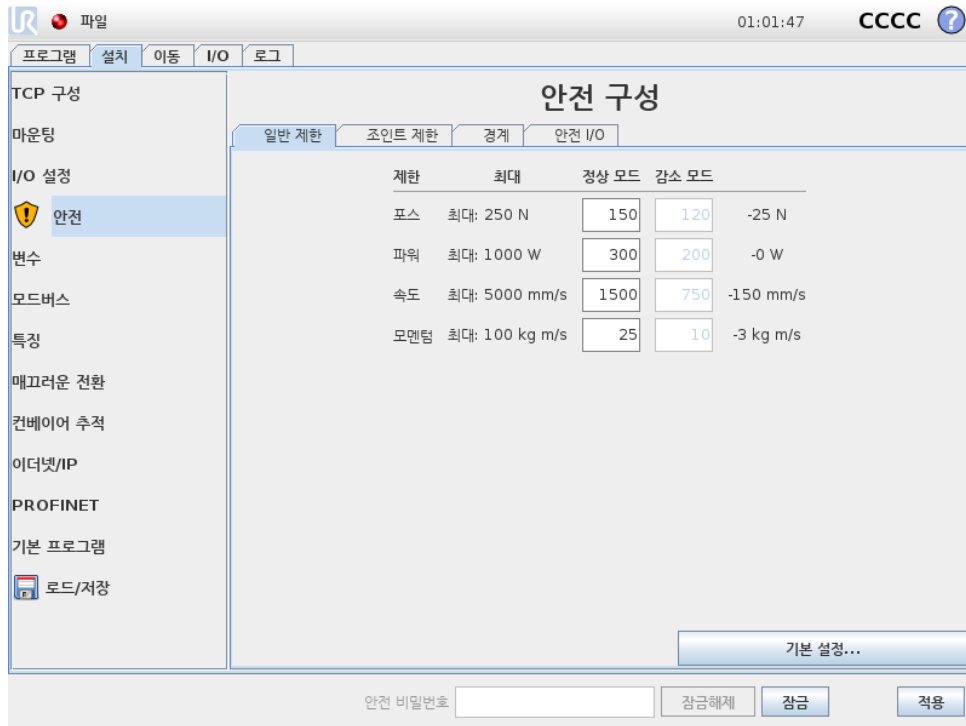 UR 파일 01:01:47 CCCC ?
프로그램 설치 이동 I/O 로그
TCP 구성
마운팅
I/O 설정
안전
변수
모드버스
특징
매끄러운 전환
컨베이어 추적
이더넷/IP
PROFINET
기본 프로그램
로드/저장
안전 구성
일반 제한 조인트 제한 경계 안전 I/O
제한 최대 정상 모드 감소 모드
포스 최대: 250 N 150 120 -25 N
파워 최대: 1000 W 300 200 -0 W
속도 최대: 5000 mm/s 1500 750 -150 mm/s
모멘텀 최대: 100 kg m/s 25 10 -3 kg m/s
기본 설정...
안전 비밀번호 잠금해제 잠금 적용